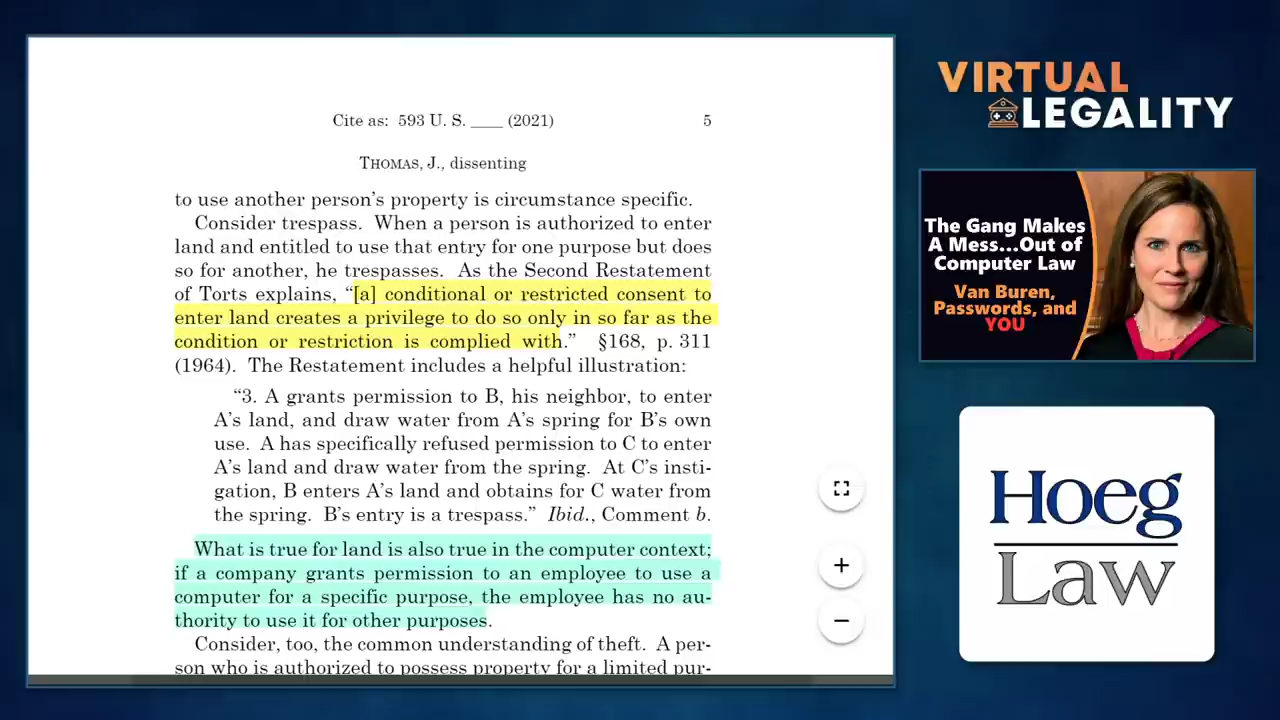 Cite as: 593 U. S. ____ (2021) 5
THOMAS, J., dissenting
to use another person's property is circumstance specific.
Consider trespass. When a person is authorized to enter
land and entitled to use that entry for one purpose but does
so for another, he trespasses. As the Second Restatement
of Torts explains, “[a] conditional or restricted consent to
enter land creates a privilege to do so only in so far as the
condition or restriction is complied with.” §168, p. 311
(1964). The Restatement includes a helpful illustration:
“3. A grants permission to B, his neighbor, to enter
A's land, and draw water from A's spring for B's own
use. A has specifically refused permission to C to enter
A's land and draw water from the spring. At C's insti-
gation, B enters A's land and obtains for C water from
the spring. B's entry is a trespass.” Ibid., Comment b.
What is true for land is also true in the computer context;
if a company grants permission to an employee to use a
computer for a specific purpose, the employee has no au-
thority to use it for other purposes.
Consider, too, the common understanding of theft. A per-
son who is authorized to possess property for a limited pur-
VIRTUAL
LEGALITY
The Gang Makes
A Mess...Out of
Computer Law
Van Buren,
Passwords, and
YOU
Hoeg
Law